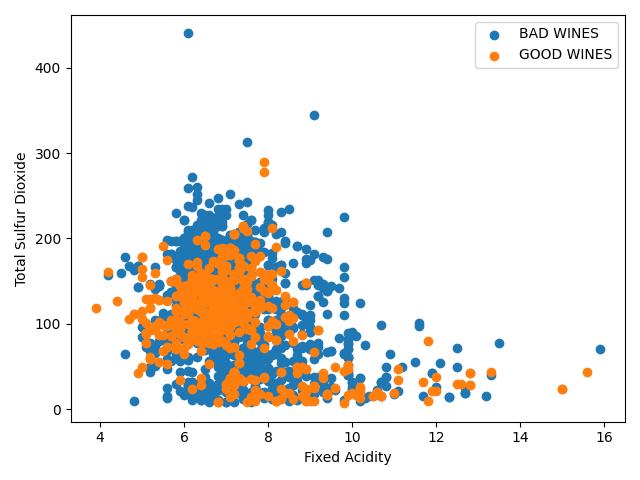 BAD WINES
GOOD WINES
400
300
200
100
0
Total Sulfur Dioxide
4 6 8 10 12 14 16
Fixed Acidity